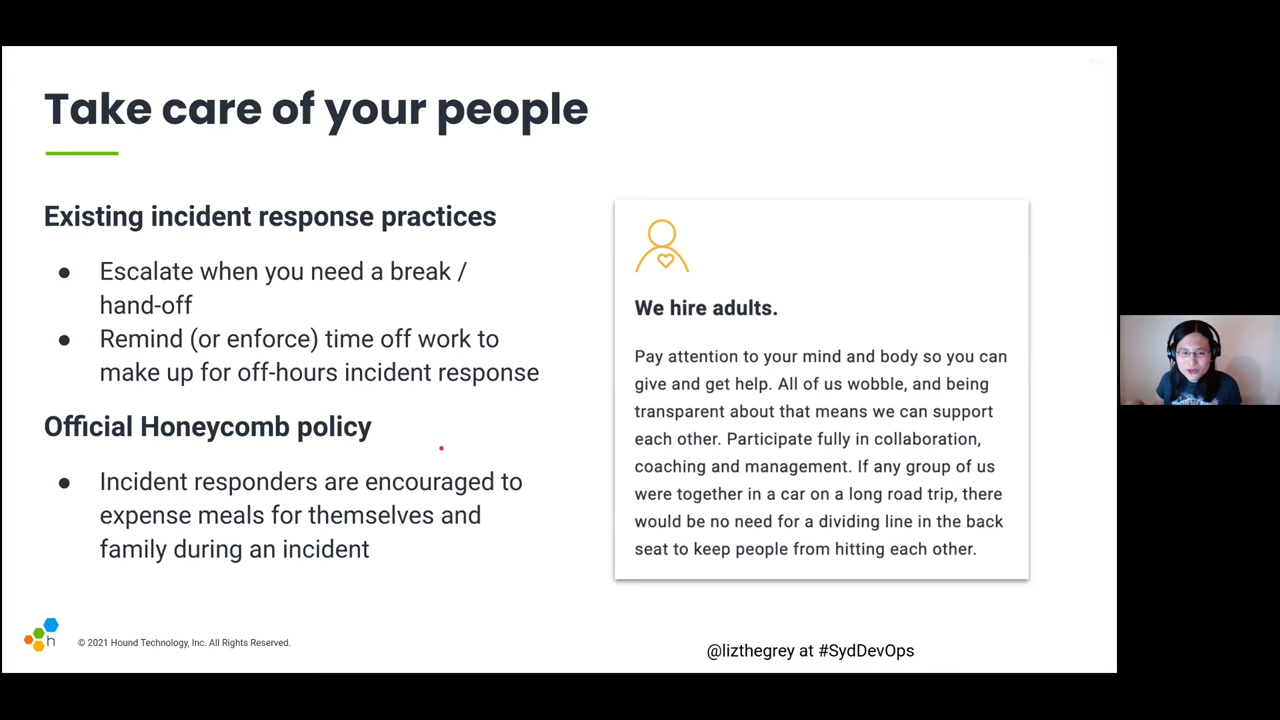 Take care of your people
Existing incident response practices
● Escalate when you need a break /
hand-off
● Remind (or enforce) time off work to
make up for off-hours incident response
Official Honeycomb policy
● Incident responders are encouraged to
expense meals for themselves and
family during an incident
We hire adults.
Pay attention to your mind and body so you can
give and get help. All of us wobble, and being
transparent about that means we can support
each other. Participate fully in collaboration,
coaching and management. If any group of us
were together in a car on a long road trip, there
would be no need for a dividing line in the back
seat to keep people from hitting each other.
h
© 2021 Hound Technology, Inc. All Rights Reserved.
@lizthegrey at #SydDevOps